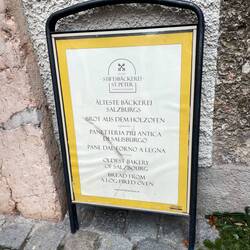 STIFTSBÄCKEREI
ST. PETER
ÄLTESTE BÄCKEREI
SALZBURGS
BROT AUS DEM HOLZOFEN
PANETTERIA PIÙ ANTICA
DI SALISBURGO
PANE DAL FORNO A LEGNA
OLDEST BAKERY
OF SALZBOURG
BREAD FROM
A LOG FIRED OVEN